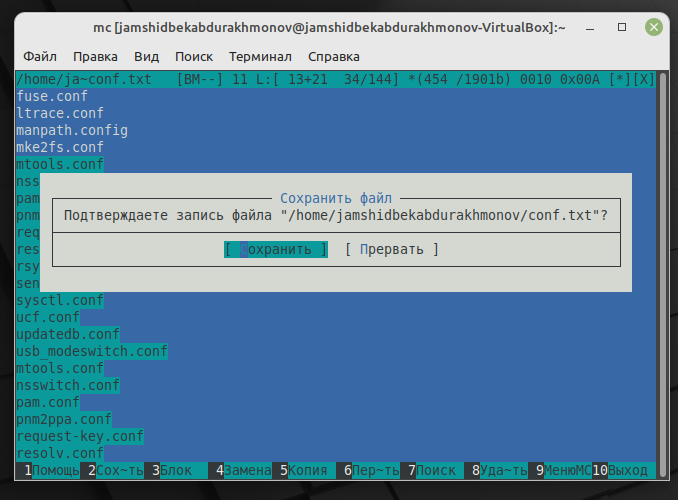 mc [jamshidbekabdurakhmonov@jamshidbekabdurakhmonov-VirtualBox]:~
Файл Правка Вид Поиск Терминал Справка
/home/ja~conf.txt [BM--] 11 L:[ 13+21 34/144] *(454 /1901b) 0010 0x00A [*][X]
fuse.conf
ltrace.conf
manpath.config
mke2fs.conf
mtools.conf
nss
pam
pnm
req
res
rsy
sen
Сохранить файл
Подтверждаете запись файла "/home/jamshidbekabdurakhmonov/conf.txt"?
[ Сохранить ] [ Прервать ]
sysctl.conf
ucf.conf
updatedb.conf
usb_modeswitch.conf
mtools.conf
nsswitch.conf
pam.conf
pnm2ppa.conf
request-key.conf
resolv.conf
1Помощь 2Сох~ть 3Блок 4Замена 5Копия 6Пер~ть 7Поиск 8Уда~ть 9МенюMC 10Выход